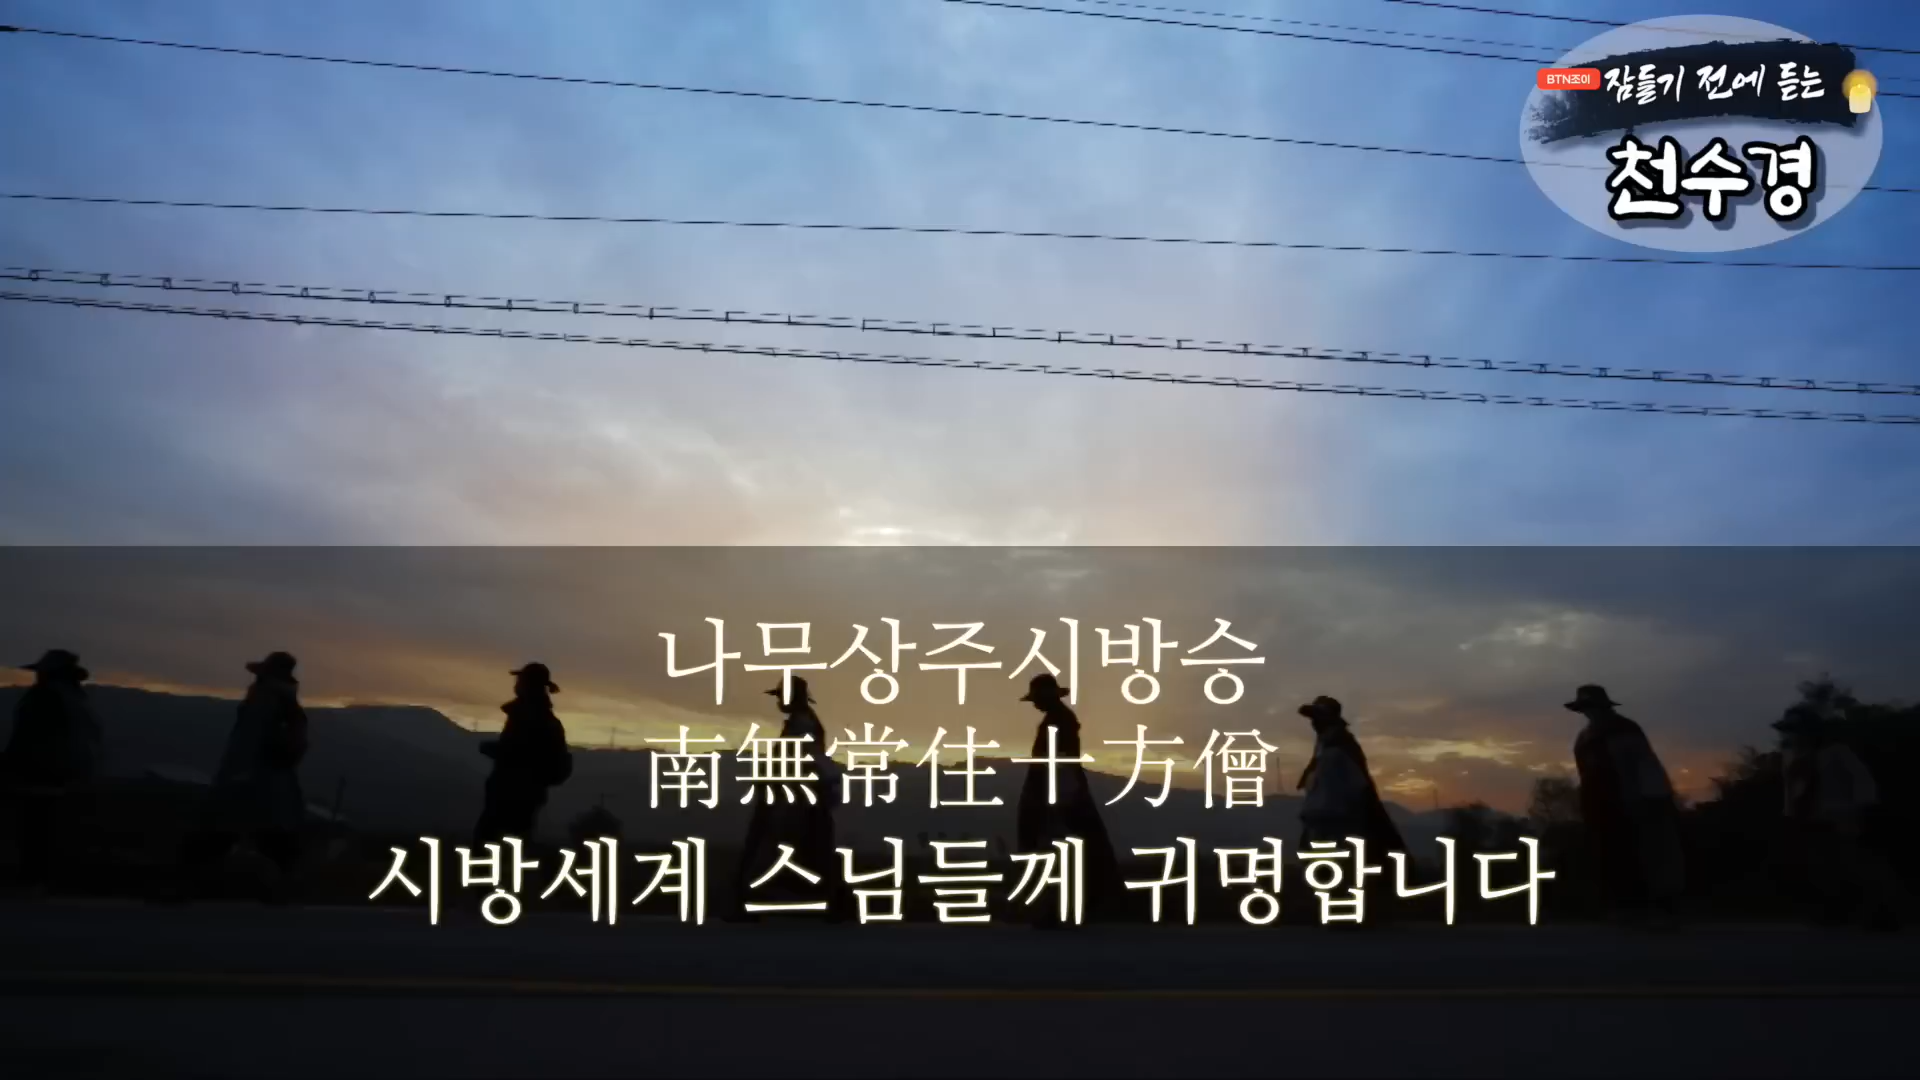 BTN조이 잠들기 전에 듣는
천수경
나무상주시방승
南無常住十方僧
시방세계 스님들께 귀명합니다